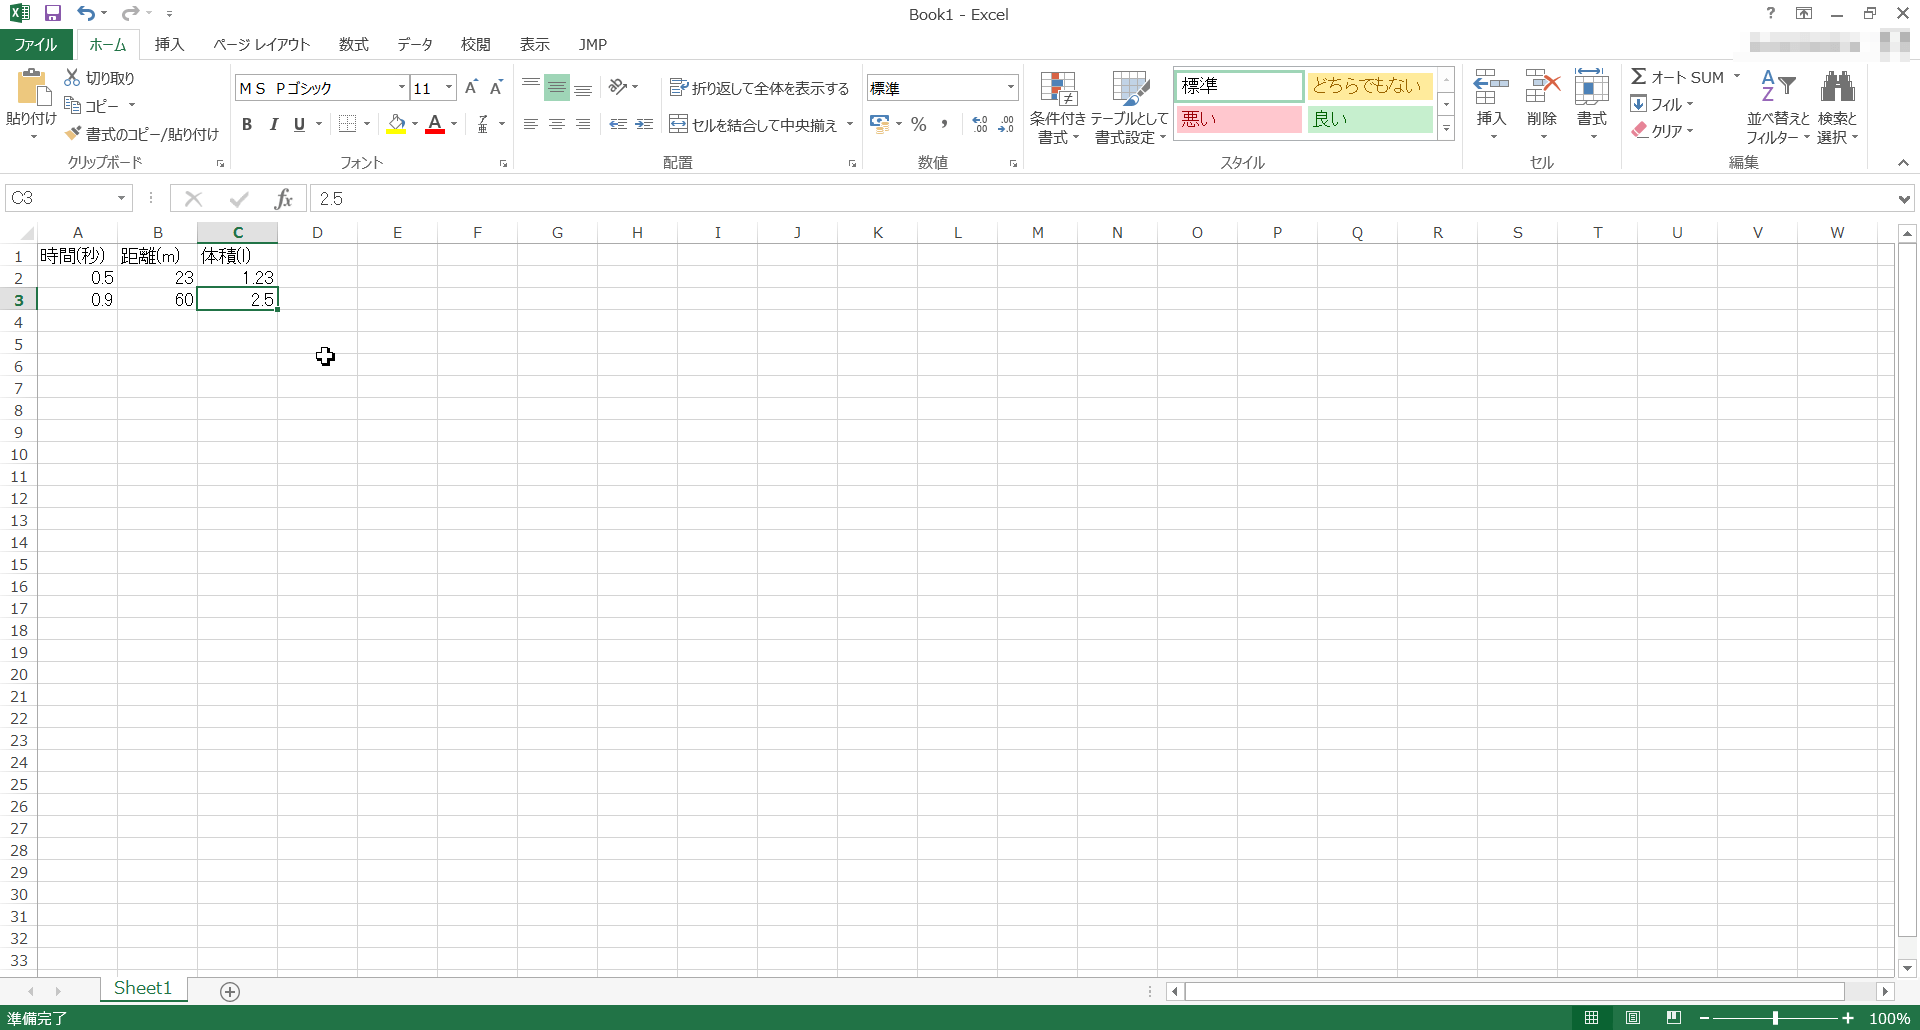 Book1 - Excel
ファイル ホーム 挿入 ページ レイアウト 数式 データ 校閲 表示 JMP
貼り付け 切り取り
コピー
書式のコピー/貼り付け
クリップボード
ＭＳ Ｐゴシック 11
B I U A
フォント
折り返して全体を表示する
セルを結合して中央揃え
配置
標準
% ,
数値
条件付き書式
テーブルとして書式設定
標準 どちらでもない
悪い 良い
スタイル
挿入 削除 書式
セル
オート SUM
フィル
クリア
並べ替えと
フィルター
検索と
選択
編集
C3 fx 2.5
A B C D E F G H I J K L M N O P Q R S T U V W
1 時間(秒) 距離(m) 体積(l)
2 0.5 23 1.23
3 0.9 60 2.5
4
5
6
7
8
9
10
11
12
13
14
15
16
17
18
19
20
21
22
23
24
25
26
27
28
29
30
31
32
33
Sheet1
準備完了 100%